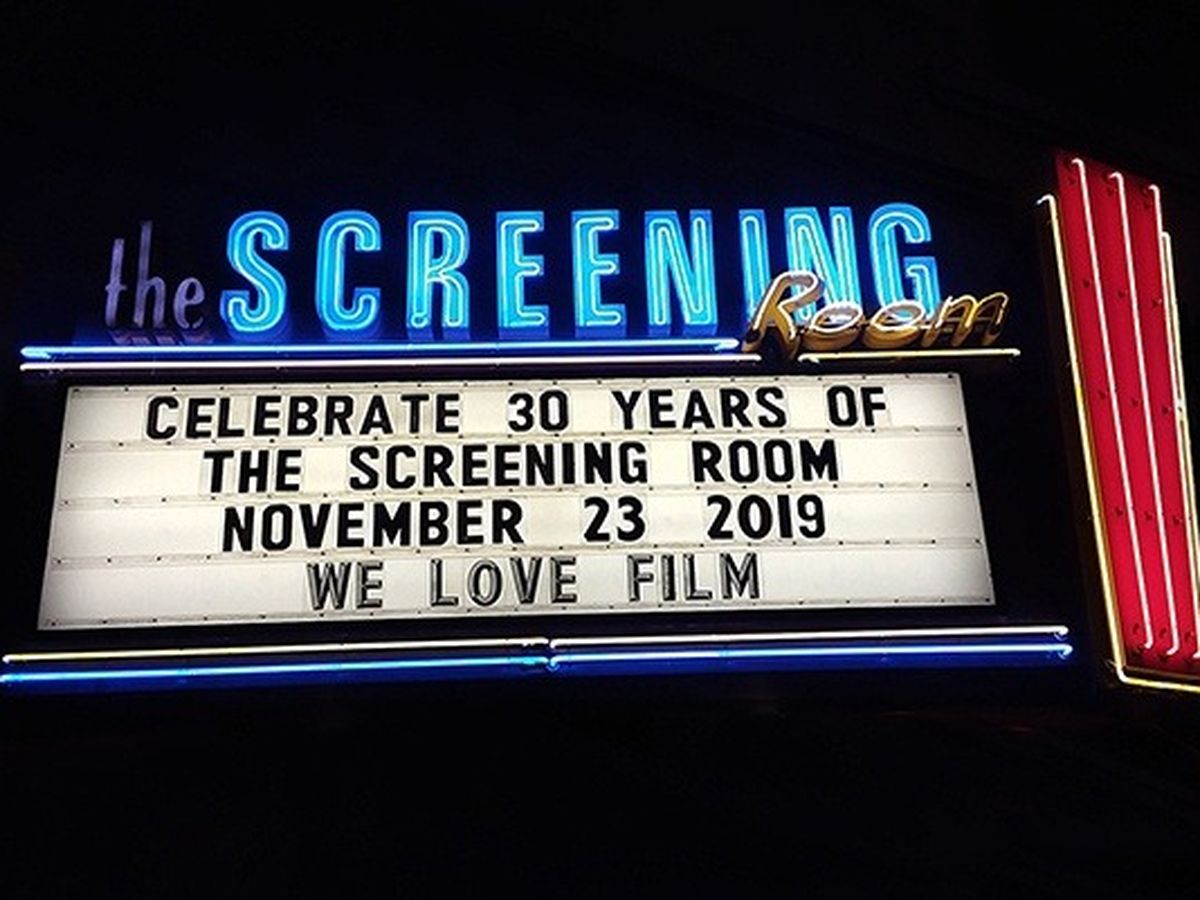 the SCREENING
Room
CELEBRATE 30 YEARS OF
THE SCREENING ROOM
NOVEMBER 23 2019
WE LOVE FILM